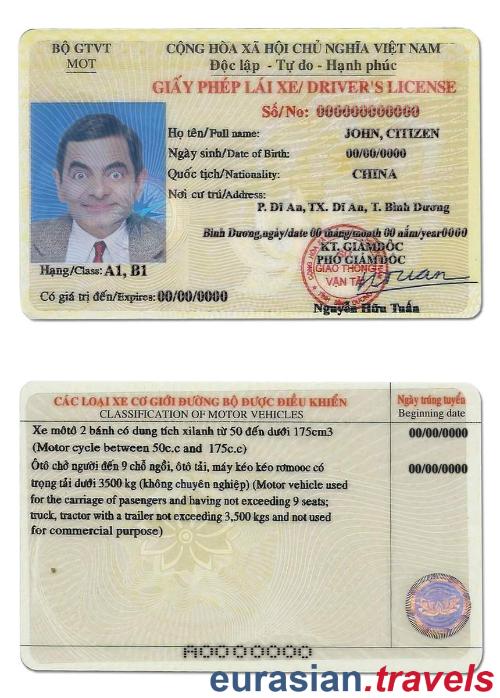 BỘ GTVT
MOT
CỘNG HÒA XÃ HỘI CHỦ NGHĨA VIỆT NAM
Độc lập - Tự do - Hạnh phúc
GIẤY PHÉP LÁI XE/ DRIVER'S LICENSE
Số/No: 000000000000
Họ tên/Full name: JOHN, CITIZEN
Ngày sinh/Date of Birth: 00/00/0000
Quốc tịch/Nationality: CHINA
Nơi cư trú/Address:
P. Dĩ An, TX. Dĩ An, T. Bình Dương
Bình Dương,ngày/date 00 tháng/month 00 năm/year0000
KT. GIÁM ĐỐC
PHÓ GIÁM ĐỐC
GIAO THÔNG
VẬN TẢI
Nguyễn Hữu Tuấn
Hạng/Class: A1, B1
Có giá trị đến/Expires: 00/00/0000
CÁC LOẠI XE CƠ GIỚI ĐƯỜNG BỘ ĐƯỢC ĐIỀU KHIỂN
CLASSIFICATION OF MOTOR VEHICLES
Ngày trúng tuyển
Beginning date
Xe môtô 2 bánh có dung tích xilanh từ 50 đến dưới 175cm3
(Motor cycle between 50c.c and 175c.c)
00/00/0000
Ôtô chở người đến 9 chỗ ngồi, ôtô tải, máy kéo kéo rơmooc có
trọng tải dưới 3500 kg (không chuyên nghiệp) (Motor vehicle used
for the carriage of pasengers and having not exceeding 9 seats;
truck, tractor with a trailer not exceeding 3,500 kgs and not used
for commercial purpose)
00/00/0000
A0000000
eurasian.travels